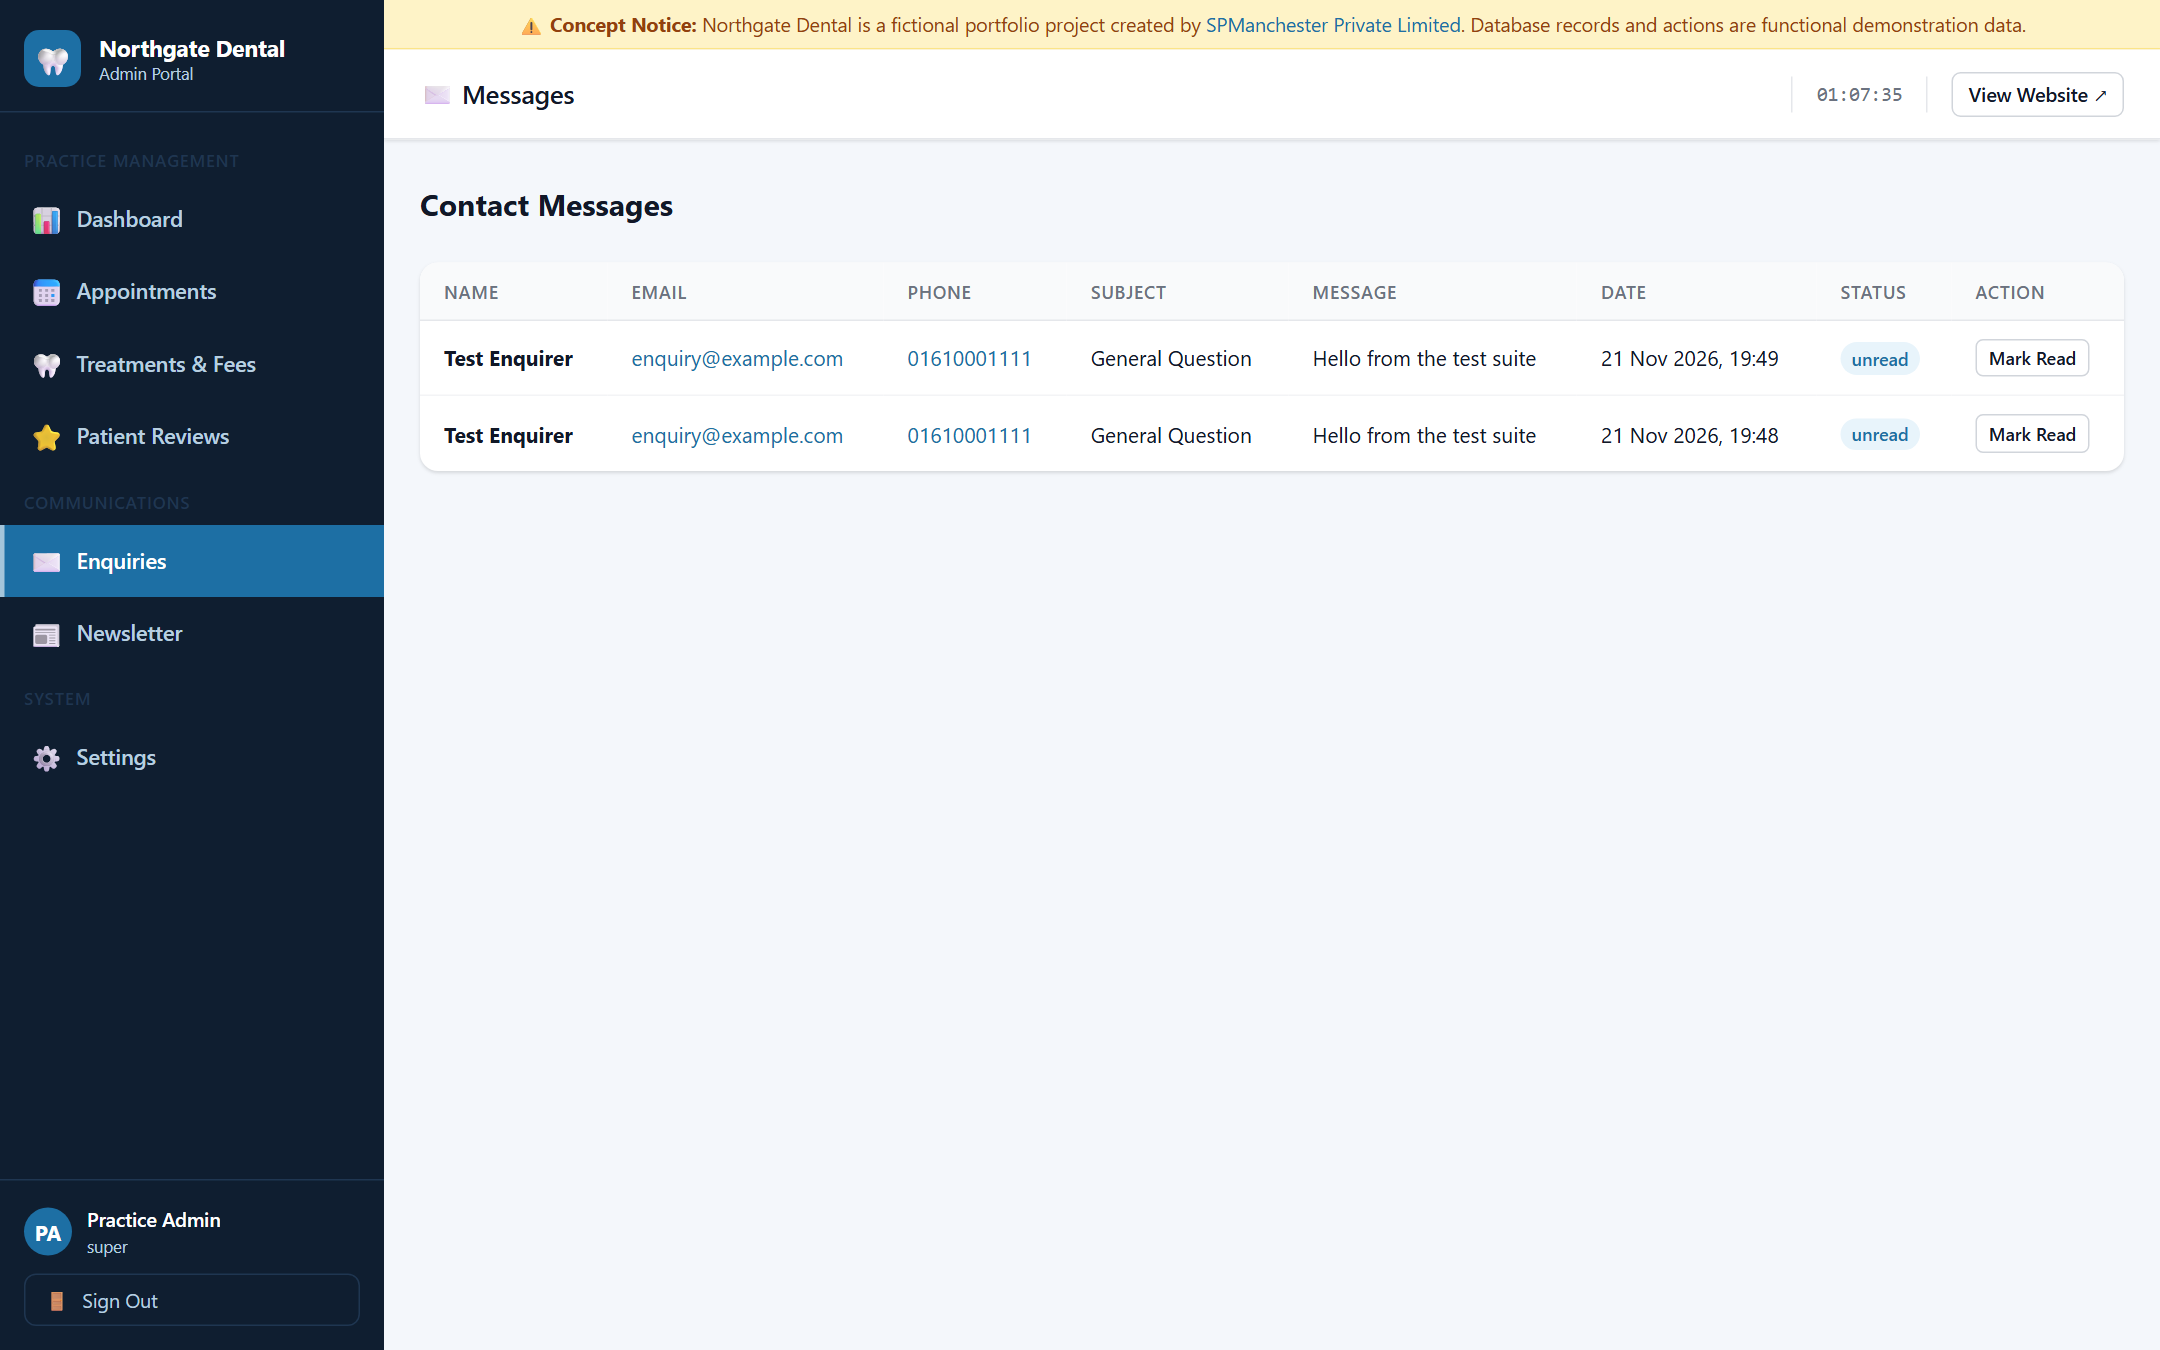 Northgate Dental
Admin Portal
PRACTICE MANAGEMENT
Dashboard
Appointments
Treatments & Fees
Patient Reviews
COMMUNICATIONS
Enquiries
Newsletter
SYSTEM
Settings
PA
Practice Admin
super
Sign Out
Concept Notice: Northgate Dental is a fictional portfolio project created by SPManchester Private Limited. Database records and actions are functional demonstration data.
Messages
01:07:35
View Website ↗
Contact Messages
NAME EMAIL PHONE SUBJECT MESSAGE DATE STATUS ACTION
Test Enquirer enquiry@example.com 01610001111 General Question Hello from the test suite 21 Nov 2026, 19:49 unread Mark Read
Test Enquirer enquiry@example.com 01610001111 General Question Hello from the test suite 21 Nov 2026, 19:48 unread Mark Read